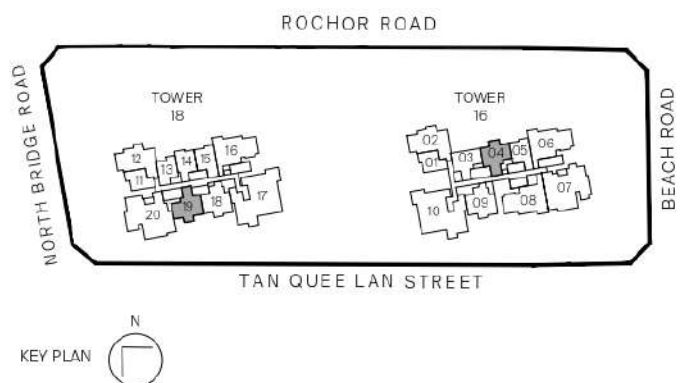 ROCHOR ROAD
NORTH BRIDGE ROAD
TOWER
18
TOWER
16
BEACH ROAD
12
11
13
14
15
16
17
18
19
20
02
01
03
04
05
06
07
08
09
10
TAN QUEE LAN STREET
N
KEY PLAN